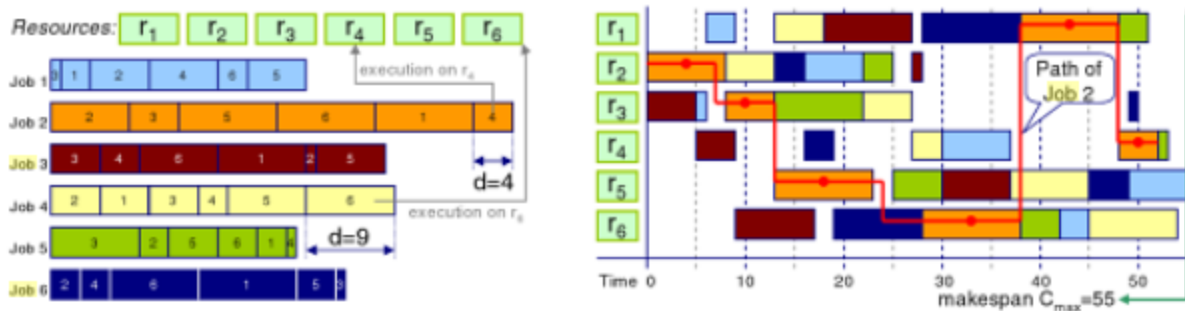 Resources: r1 r2 r3 r4 r5 r6
execution on r4
Job 1 3 1 2 4 6 5
Job 2 2 3 5 6 1 4
Job 3 3 4 6 1 2 5
d=4
Job 4 2 1 3 4 5 6
execution on r6
Job 5 3 2 5 6 1 4
d=9
Job 6 2 4 6 1 5 3
r1
r2
Path of
Job 2
r3
r4
r5
r6
Time 0 10 20 30 40 50
makespan Cmax=55